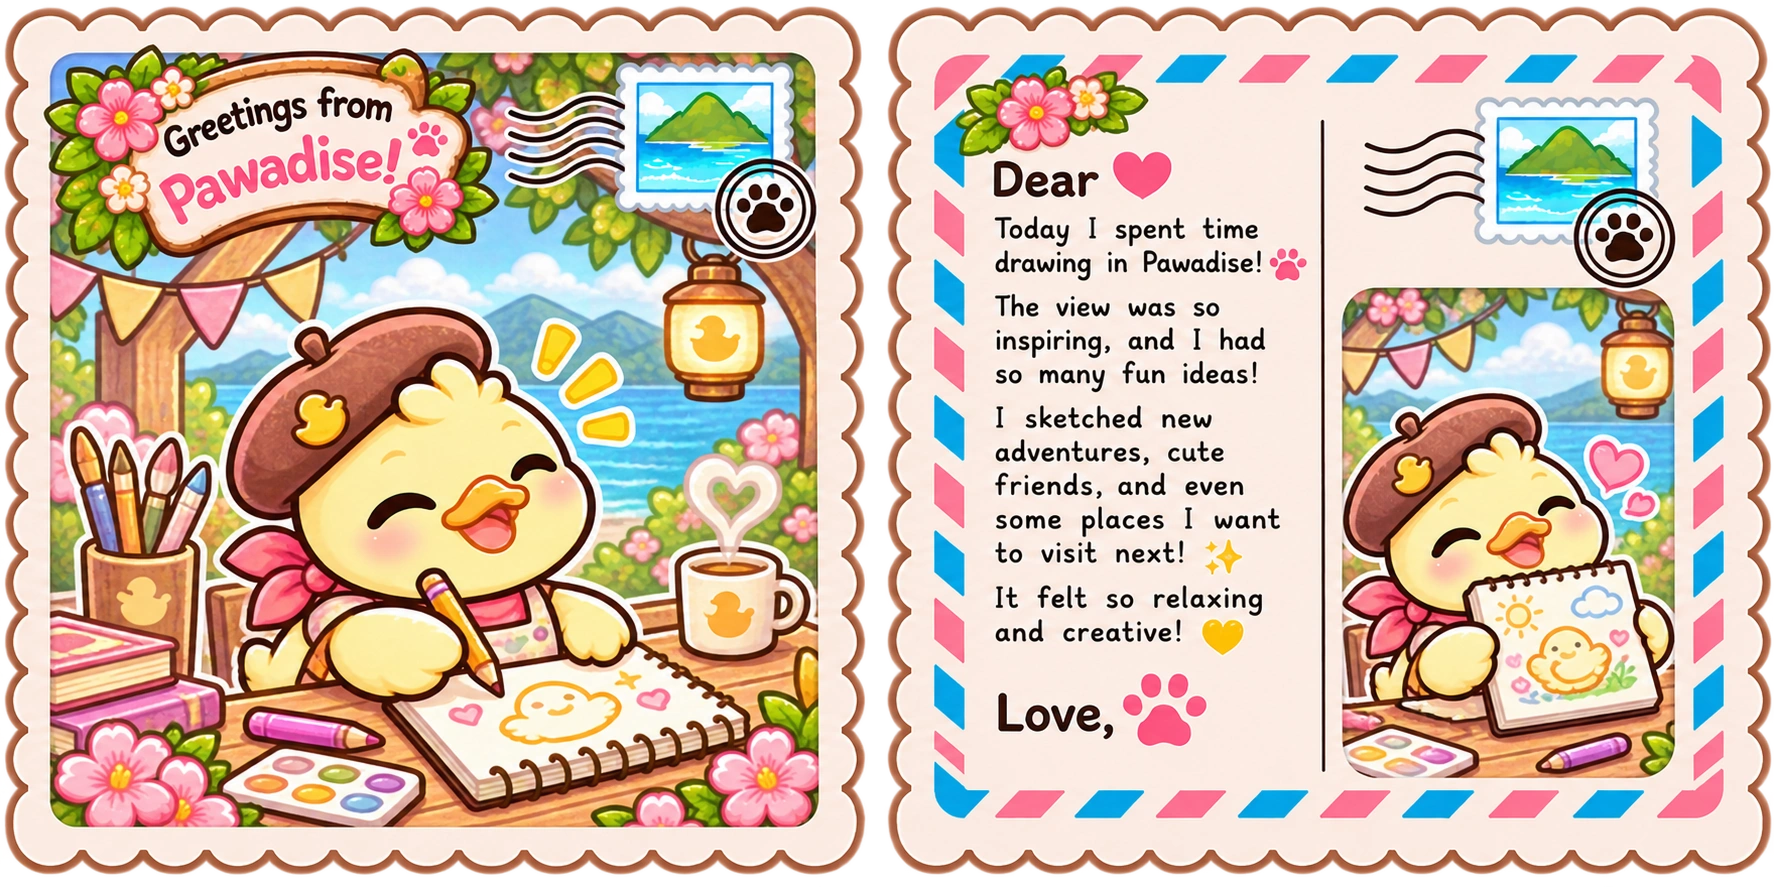 Greetings from
Pawadise!
Dear
Today I spent time
drawing in Pawadise!
The view was so
inspiring, and I had
so many fun ideas!
I sketched new
adventures, cute
friends, and even
some places I want
to visit next!
It felt so relaxing
and creative!
Love,